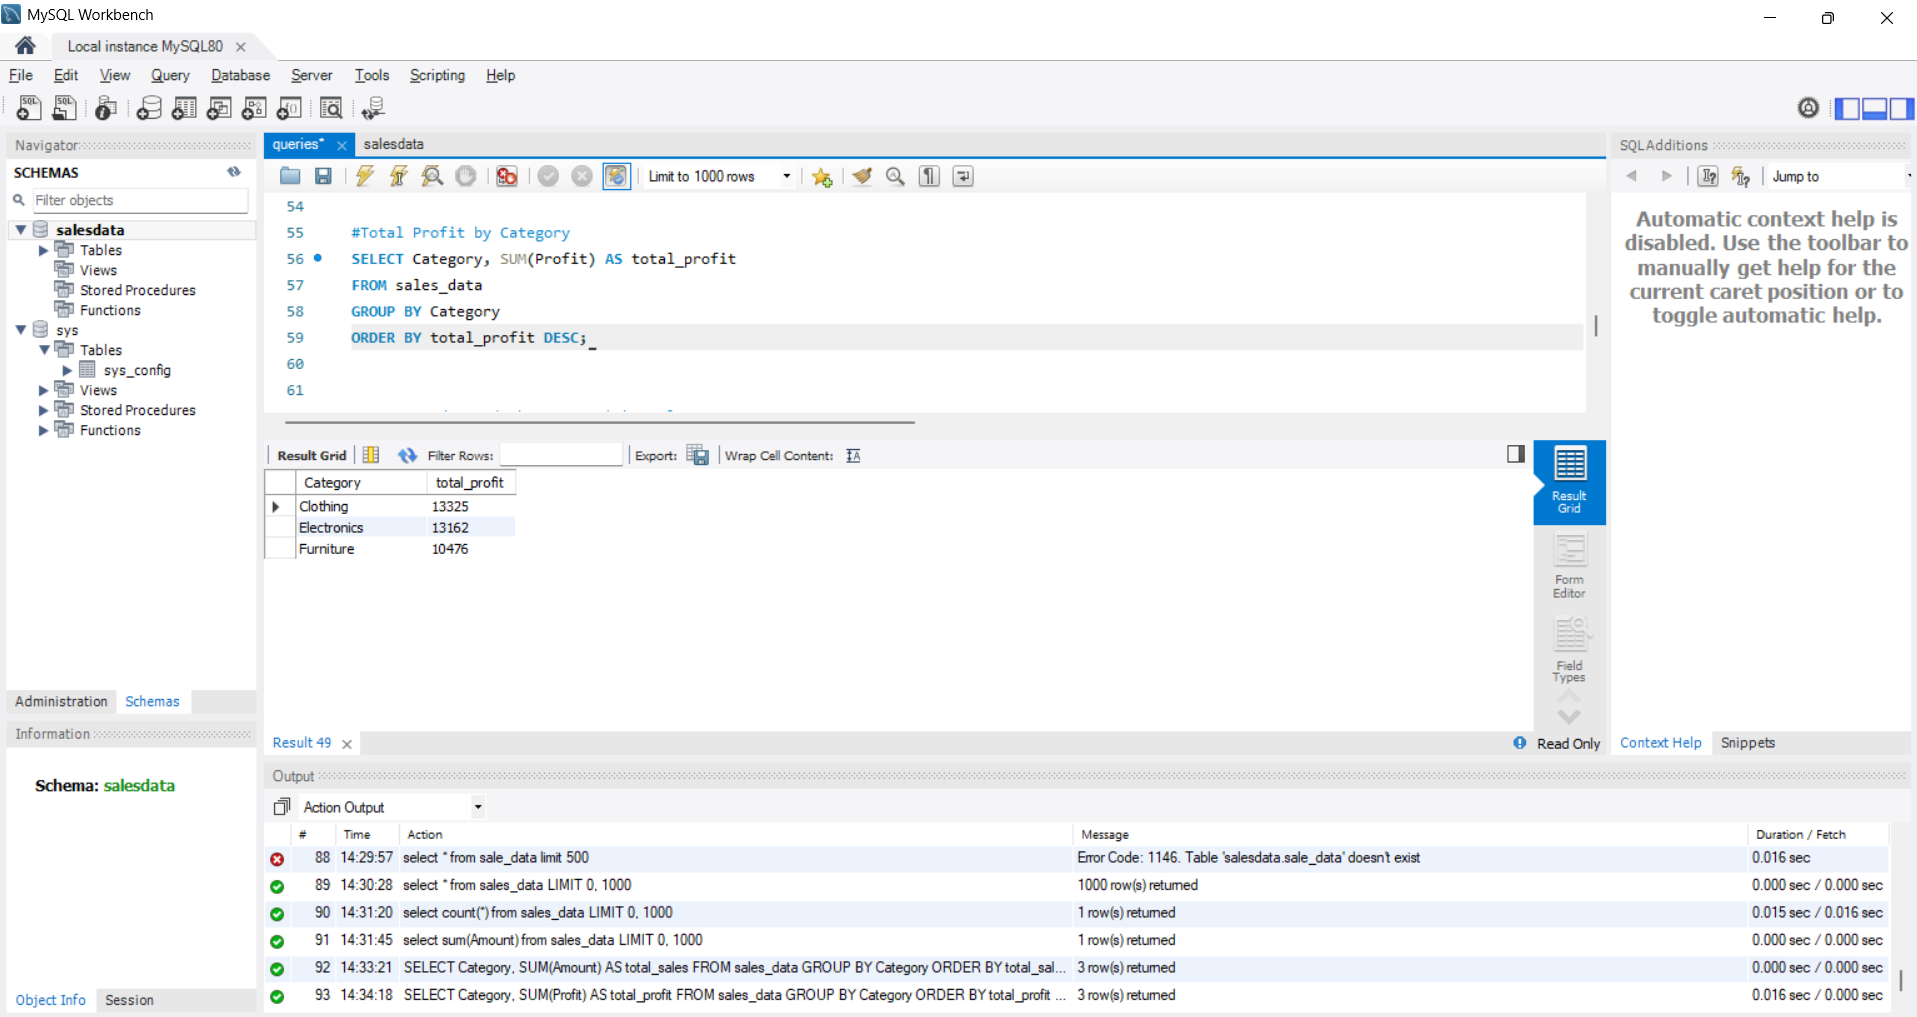 MySQL Workbench
Local instance MySQL80
File Edit View Query Database Server Tools Scripting Help
Navigator
SCHEMAS
Filter objects
salesdata
Tables
Views
Stored Procedures
Functions
sys
Tables
sys_config
Views
Stored Procedures
Functions
Administration Schemas
Information
Schema: salesdata
Object Info Session
queries* salesdata
Limit to 1000 rows
54
55 #Total Profit by Category
56 SELECT Category, SUM(Profit) AS total_profit
57 FROM sales_data
58 GROUP BY Category
59 ORDER BY total_profit DESC;
60
61
Result Grid Filter Rows: Export: Wrap Cell Content:
Category total_profit
Clothing 13325
Electronics 13162
Furniture 10476
Result Grid
Form Editor
Field Types
Result 49
Read Only
SQLAdditions
Jump to
Automatic context help is
disabled. Use the toolbar to
manually get help for the
current caret position or to
toggle automatic help.
Context Help Snippets
Output
Action Output
# Time Action Message Duration / Fetch
88 14:29:57 select * from sale_data limit 500 Error Code: 1146. Table 'salesdata.sale_data' doesn't exist 0.016 sec
89 14:30:28 select * from sales_data LIMIT 0, 1000 1000 row(s) returned 0.000 sec / 0.000 sec
90 14:31:20 select count(*) from sales_data LIMIT 0, 1000 1 row(s) returned 0.015 sec / 0.016 sec
91 14:31:45 select sum(Amount) from sales_data LIMIT 0, 1000 1 row(s) returned 0.000 sec / 0.000 sec
92 14:33:21 SELECT Category, SUM(Amount) AS total_sales FROM sales_data GROUP BY Category ORDER BY total_sal... 3 row(s) returned 0.000 sec / 0.000 sec
93 14:34:18 SELECT Category, SUM(Profit) AS total_profit FROM sales_data GROUP BY Category ORDER BY total_profit ... 3 row(s) returned 0.016 sec / 0.000 sec